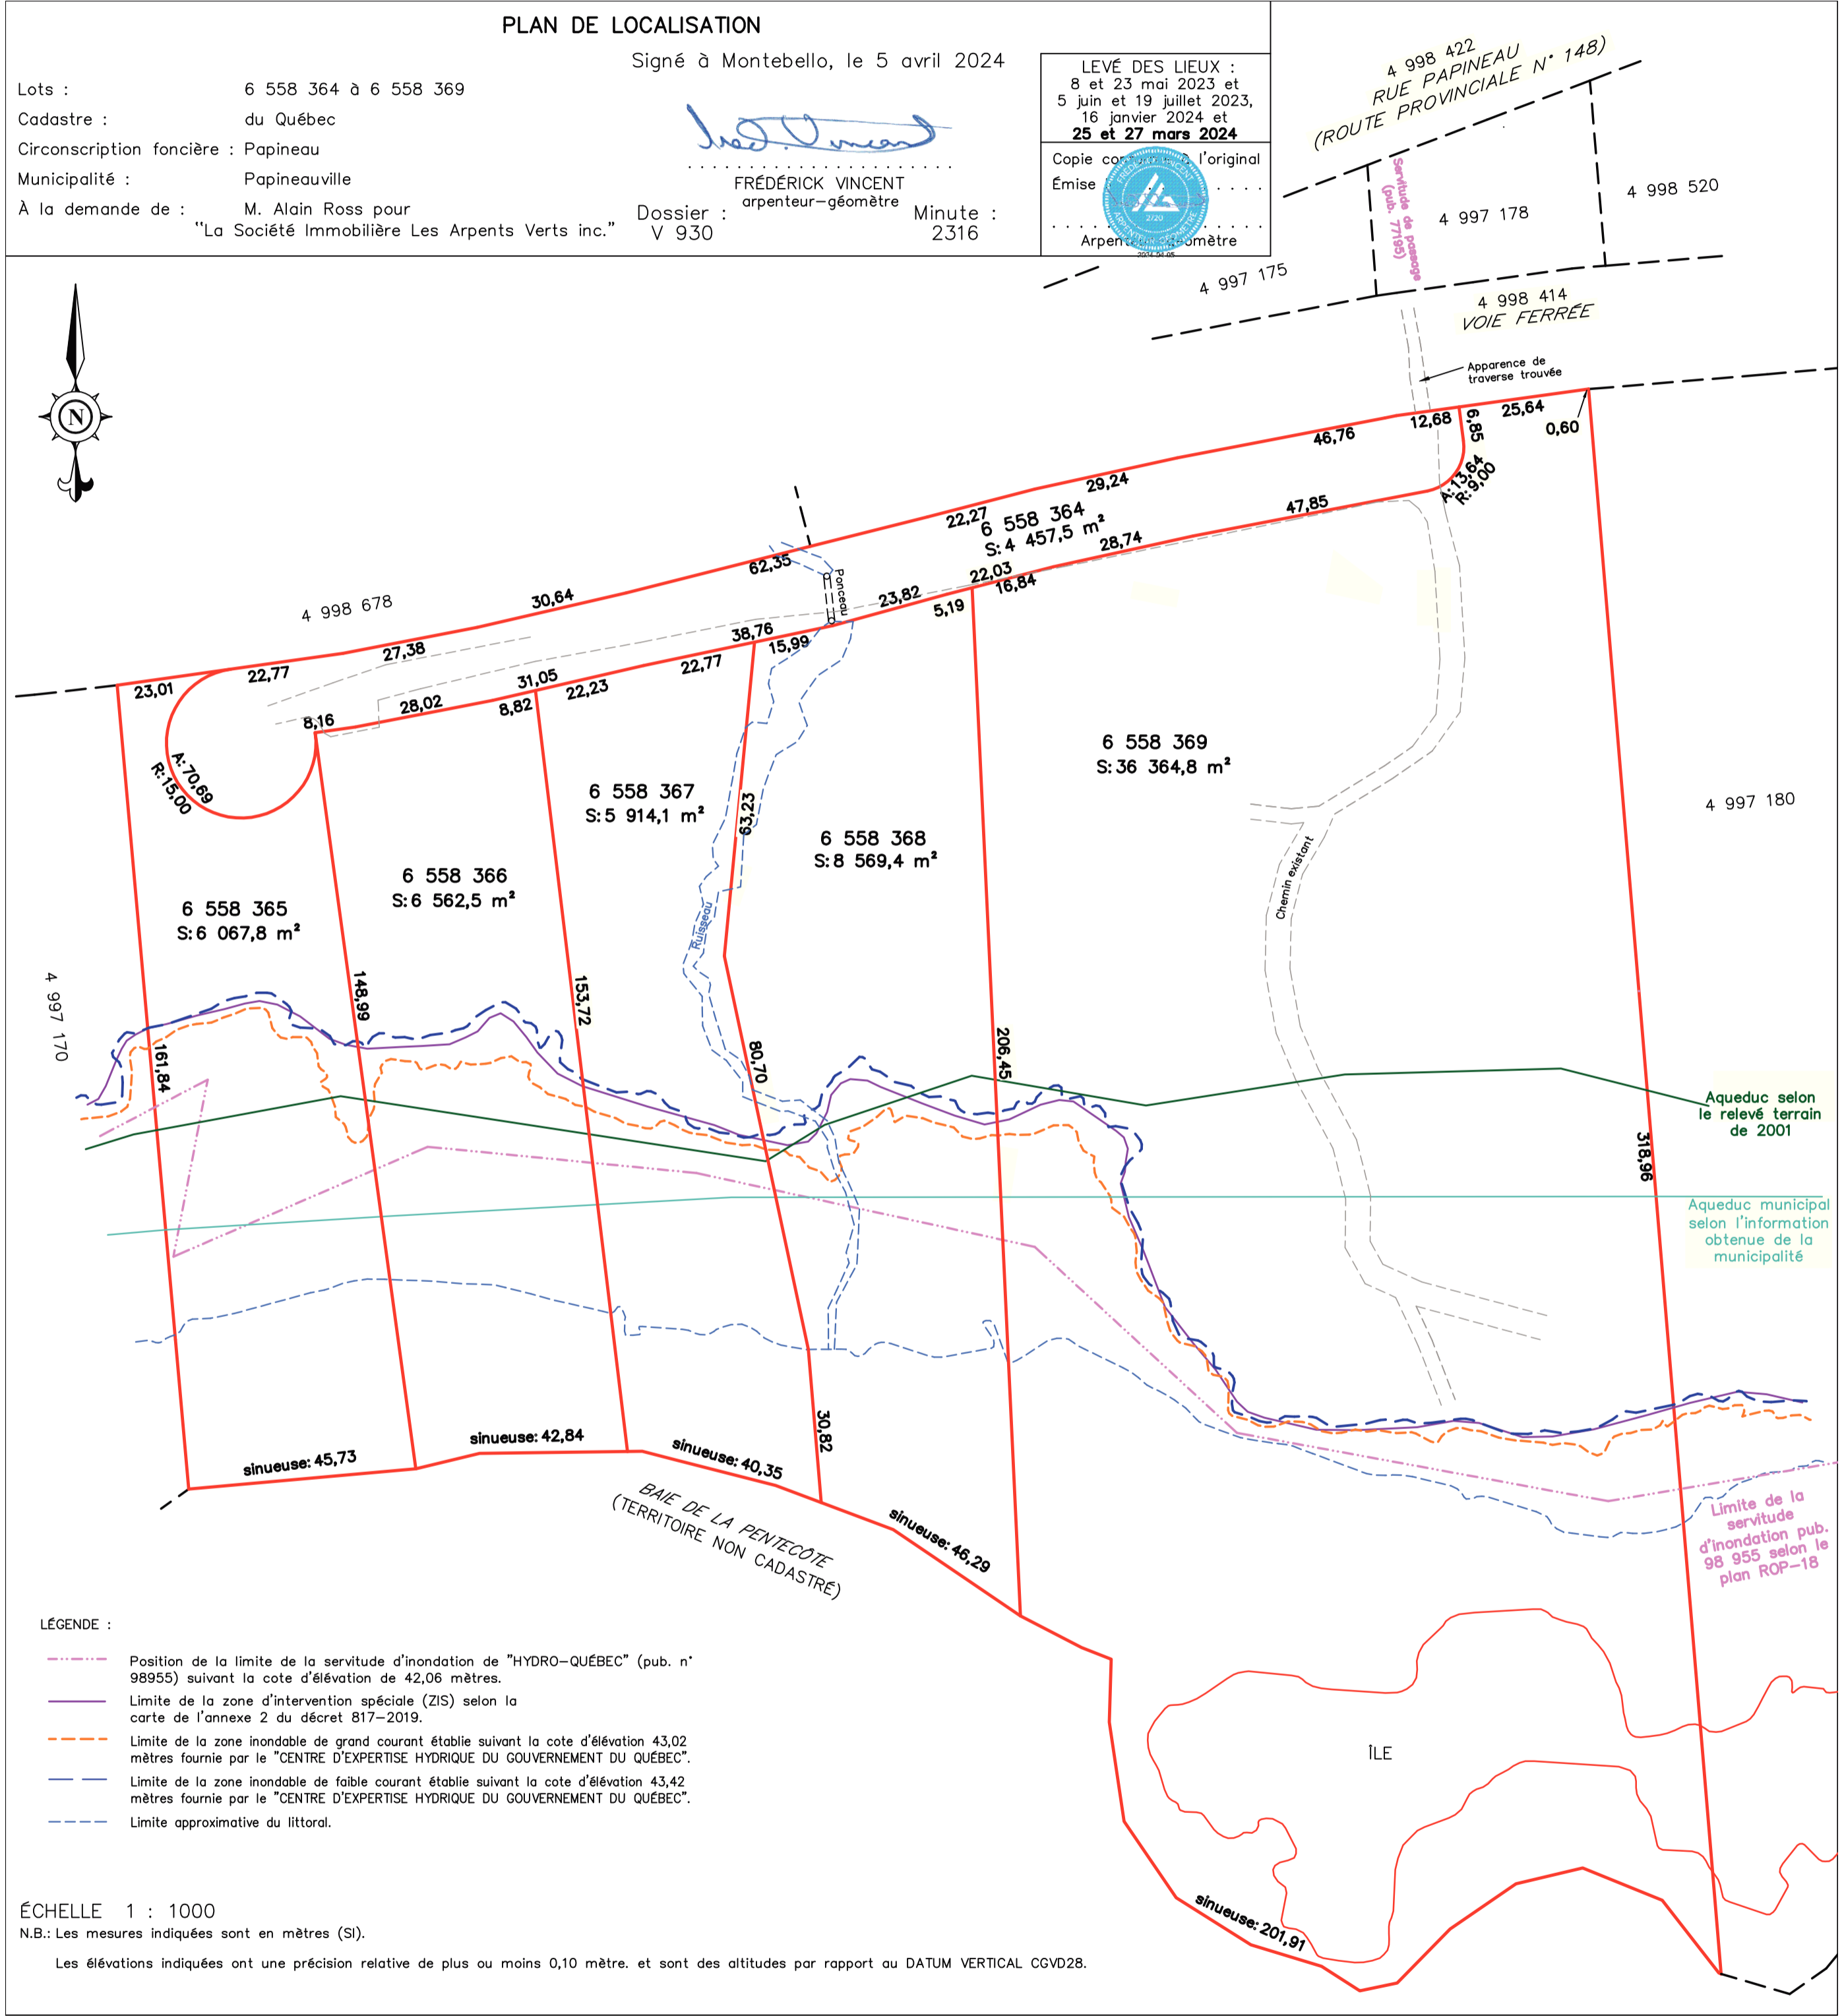 PLAN DE LOCALISATION
Signé à Montebello, le 5 avril 2024
Lots : 6 558 364 à 6 558 369
Cadastre : du Québec
Circonscription foncière : Papineau
Municipalité : Papineauville
À la demande de : M. Alain Ross pour
"La Société Immobilière Les Arpents Verts inc."
FRÉDÉRICK VINCENT
arpenteur-géomètre
Dossier :
V 930
Minute :
2316
LEVÉ DES LIEUX :
8 et 23 mai 2023 et
5 juin et 19 juillet 2023,
16 janvier 2024 et
25 et 27 mars 2024
Copie l'original
Émise
FRÉDÉRICK VINCENT
2720
ARPENTEUR-GÉOMÈTRE
4 998 422
RUE PAPINEAU
(ROUTE PROVINCIALE N° 148)
Servitude de passage
(pub. 77195)
4 997 178
4 998 520
4 997 175
4 998 414
VOIE FERRÉE
Apparence de
traverse trouvée
N
12,68
6,85
25,64
0,60
46,76
A: 13,64
R: 9,00
29,24
47,85
22,27
6 558 364
S: 4 457,5 m²
28,74
62,35
22,03
16,84
Ponceau
23,82
5,19
30,64
4 998 678
38,76
15,99
27,38
22,77
22,77
31,05
22,23
23,01
28,02
8,82
8,16
A: 70,69
R: 15,00
6 558 369
S: 36 364,8 m²
6 558 367
S: 5 914,1 m²
63,23
6 558 368
S: 8 569,4 m²
4 997 180
6 558 366
S: 6 562,5 m²
6 558 365
S: 6 067,8 m²
Chemin existant
Ruisseau
4 997 170
148,99
153,72
161,84
80,70
206,45
318,96
Aqueduc selon
le relevé terrain
de 2001
Aqueduc municipal
selon l'information
obtenue de la
municipalité
30,82
sinueuse: 45,73
sinueuse: 42,84
sinueuse: 40,35
sinueuse: 46,29
BAIE DE LA PENTECÔTE
(TERRITOIRE NON CADASTRÉ)
Limite de la
servitude
d'inondation pub.
98 955 selon le
plan ROP-18
LÉGENDE :
Position de la limite de la servitude d'inondation de "HYDRO-QUÉBEC" (pub. n°
98955) suivant la cote d'élévation de 42,06 mètres.
Limite de la zone d'intervention spéciale (ZIS) selon la
carte de l'annexe 2 du décret 817-2019.
Limite de la zone inondable de grand courant établie suivant la cote d'élévation 43,02
mètres fournie par le "CENTRE D'EXPERTISE HYDRIQUE DU GOUVERNEMENT DU QUÉBEC".
Limite de la zone inondable de faible courant établie suivant la cote d'élévation 43,42
mètres fournie par le "CENTRE D'EXPERTISE HYDRIQUE DU GOUVERNEMENT DU QUÉBEC".
Limite approximative du littoral.
ÎLE
sinueuse: 201,91
ÉCHELLE 1 : 1000
N.B.: Les mesures indiquées sont en mètres (SI).
Les élévations indiquées ont une précision relative de plus ou moins 0,10 mètre. et sont des altitudes par rapport au DATUM VERTICAL CGVD28.